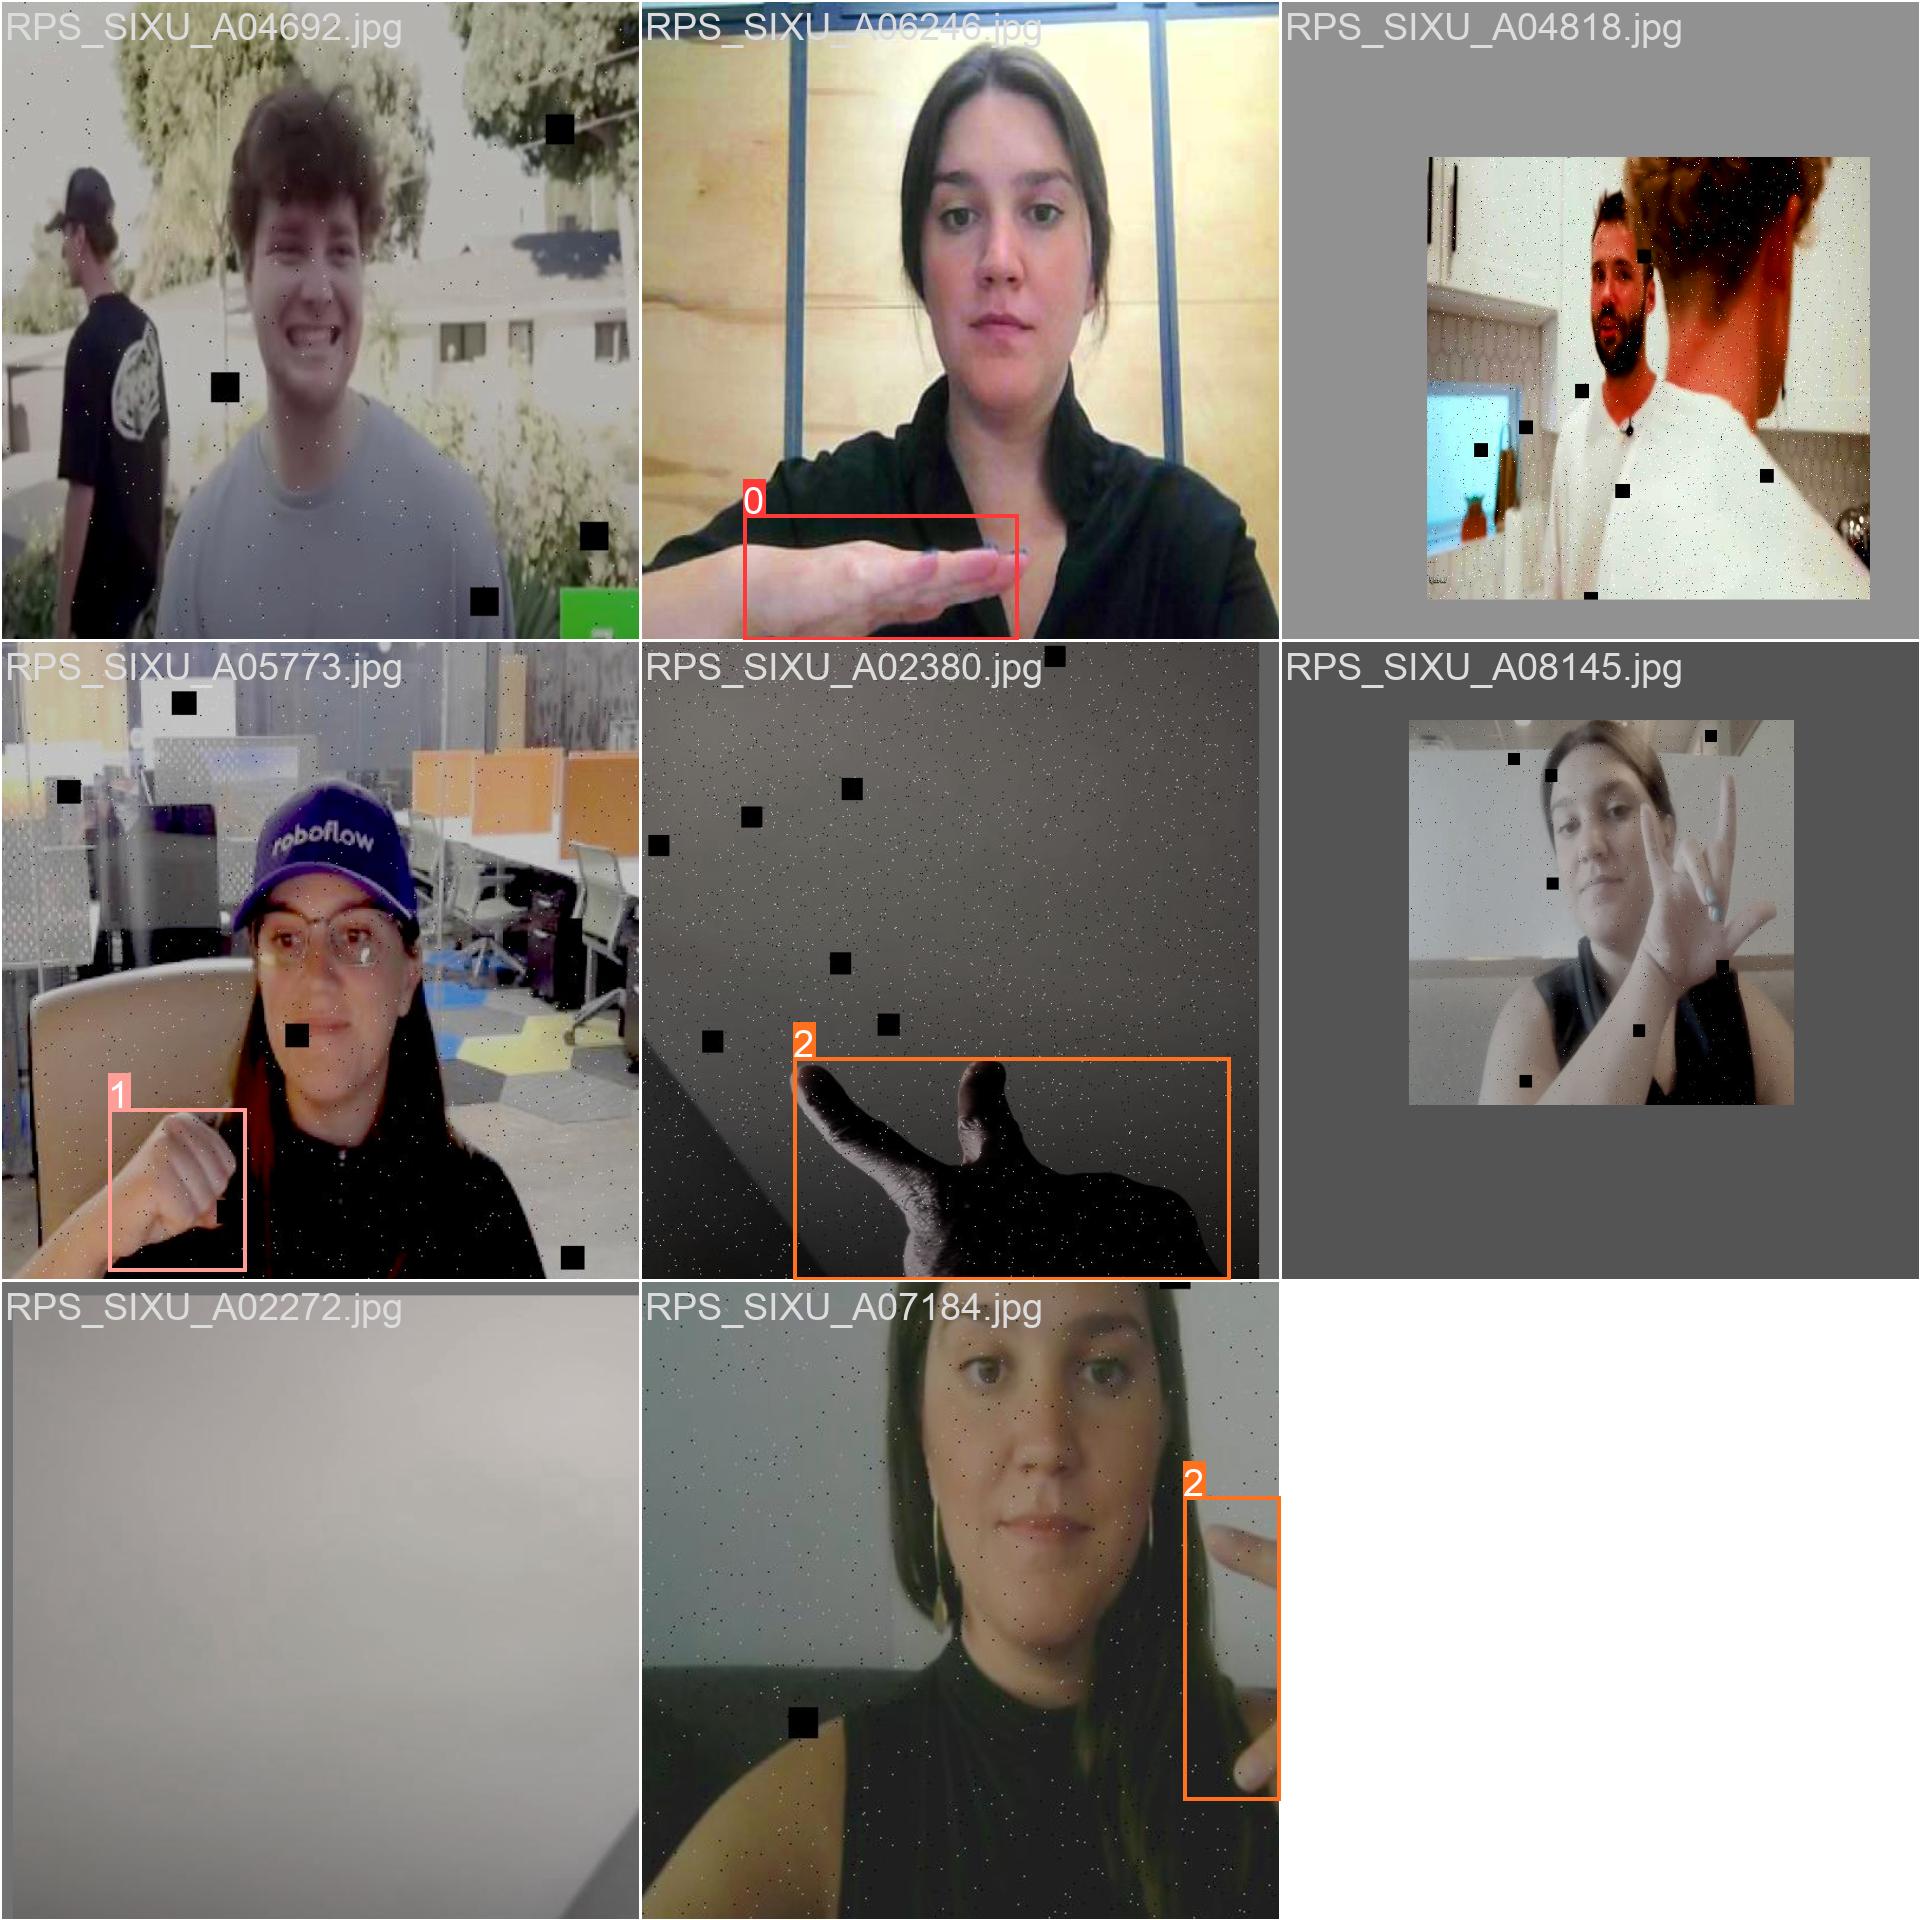 RPS_SIXU_A04692.jpg
RPS_SIXU_A06246.jpg
RPS_SIXU_A04818.jpg
0
RPS_SIXU_A05773.jpg
RPS_SIXU_A02380.jpg
RPS_SIXU_A08145.jpg
roboflow
2
1
RPS_SIXU_A02272.jpg
RPS_SIXU_A07184.jpg
2